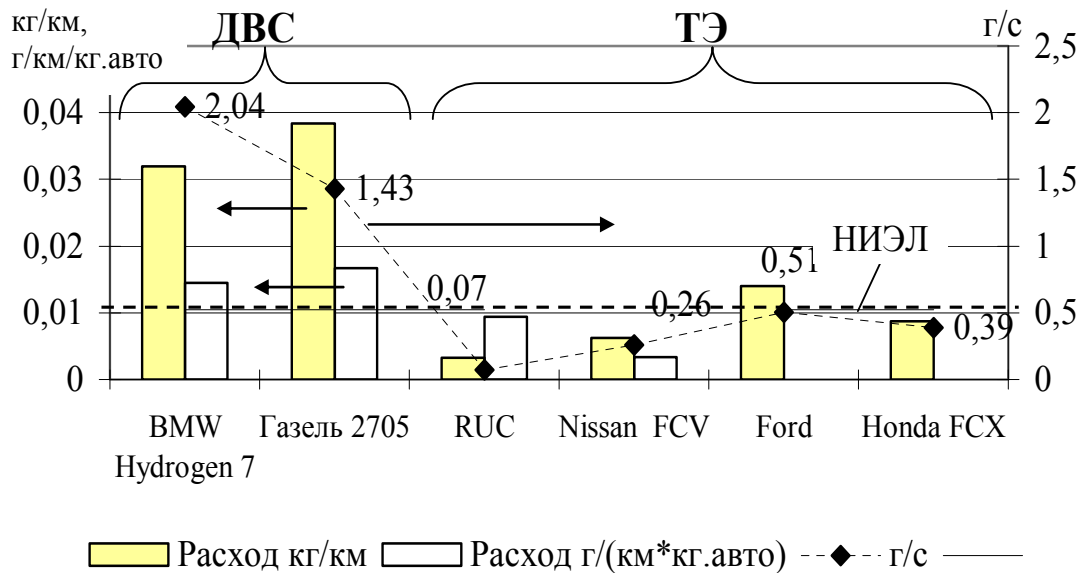 кг/км,
г/км/кг.авто
ДВС
ТЭ
г/с
2,5
0,04
2,04
2
0,03
1,43
1,5
0,02
НИЭЛ
1
0,51
0,07
0,26
0,01
0,39
0,5
0
0
BMW
Hydrogen 7
Газель 2705
RUC
Nissan FCV
Ford
Honda FCX
Расход кг/км
Расход г/(км*кг.авто)
г/с